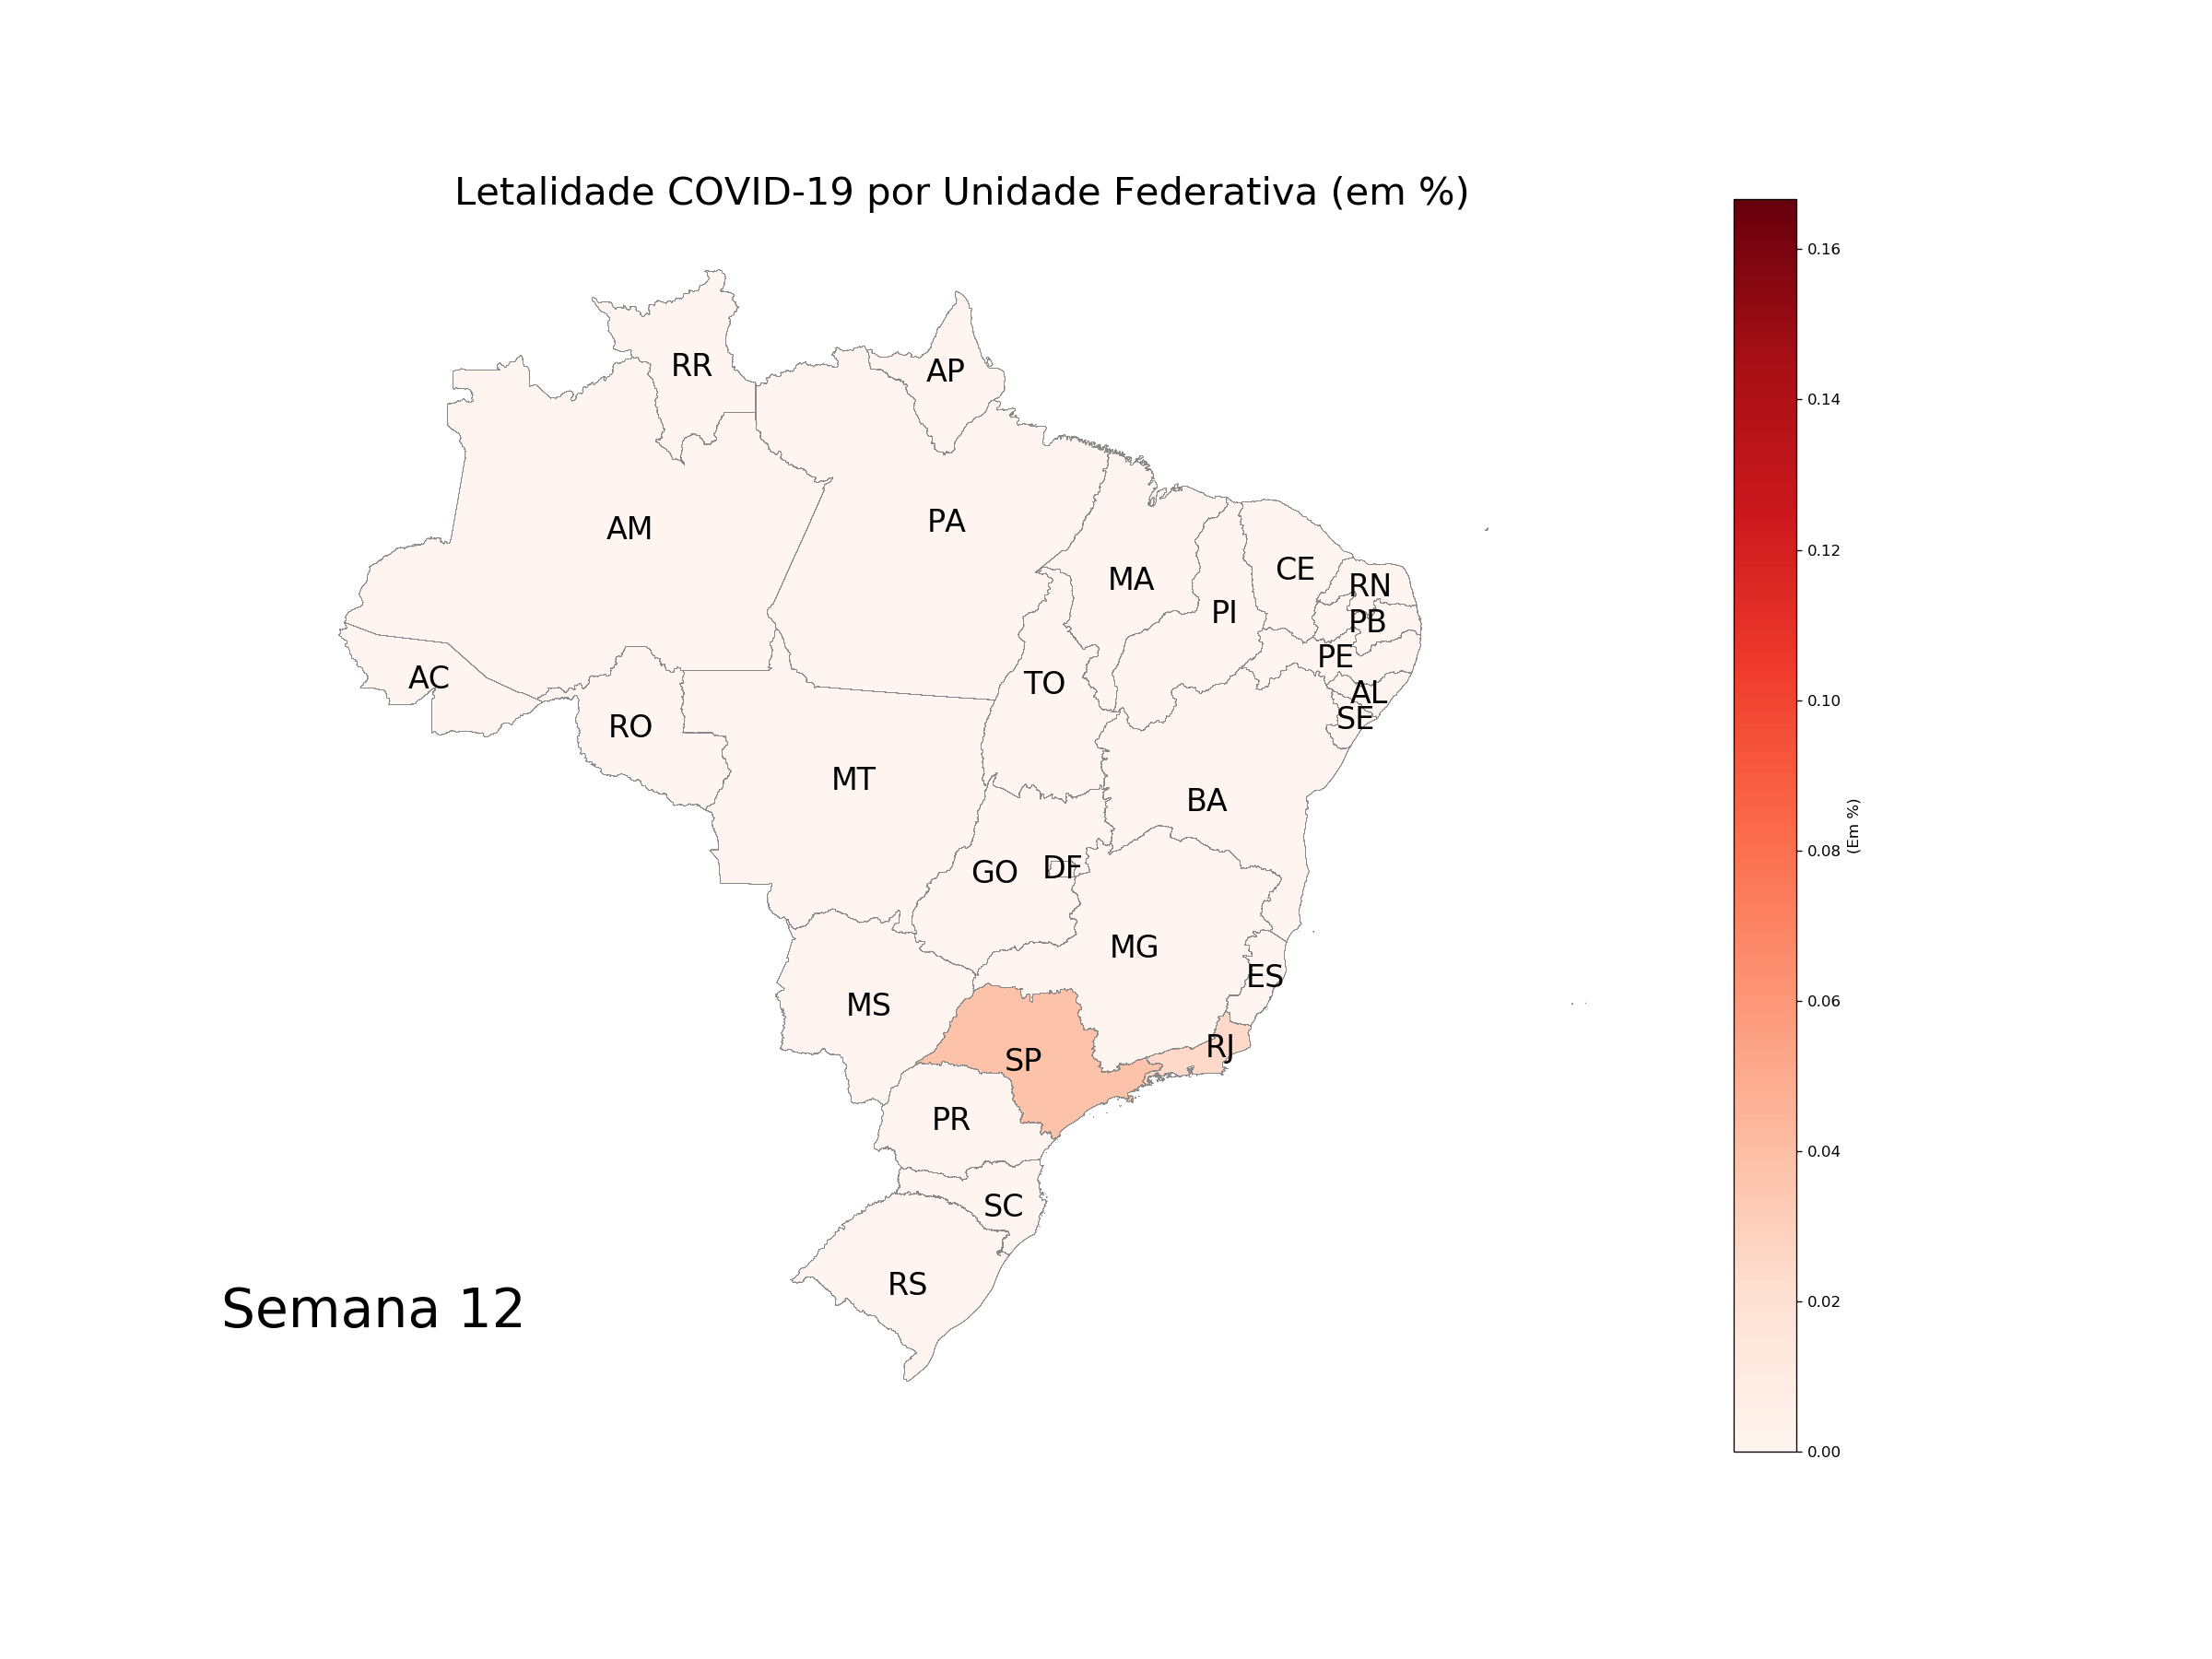 Letalidade COVID-19 por Unidade Federativa (em %)
0.16
RR
AP
0.14
AM
PA
0.12
MA
CE
RN
PI
PB
PE
AC
TO
AL
0.10
SE
RO
MT
BA
(Em %)
0.08
GO
DF
MG
ES
0.06
MS
RJ
SP
PR
0.04
SC
RS
0.02
Semana 12
0.00